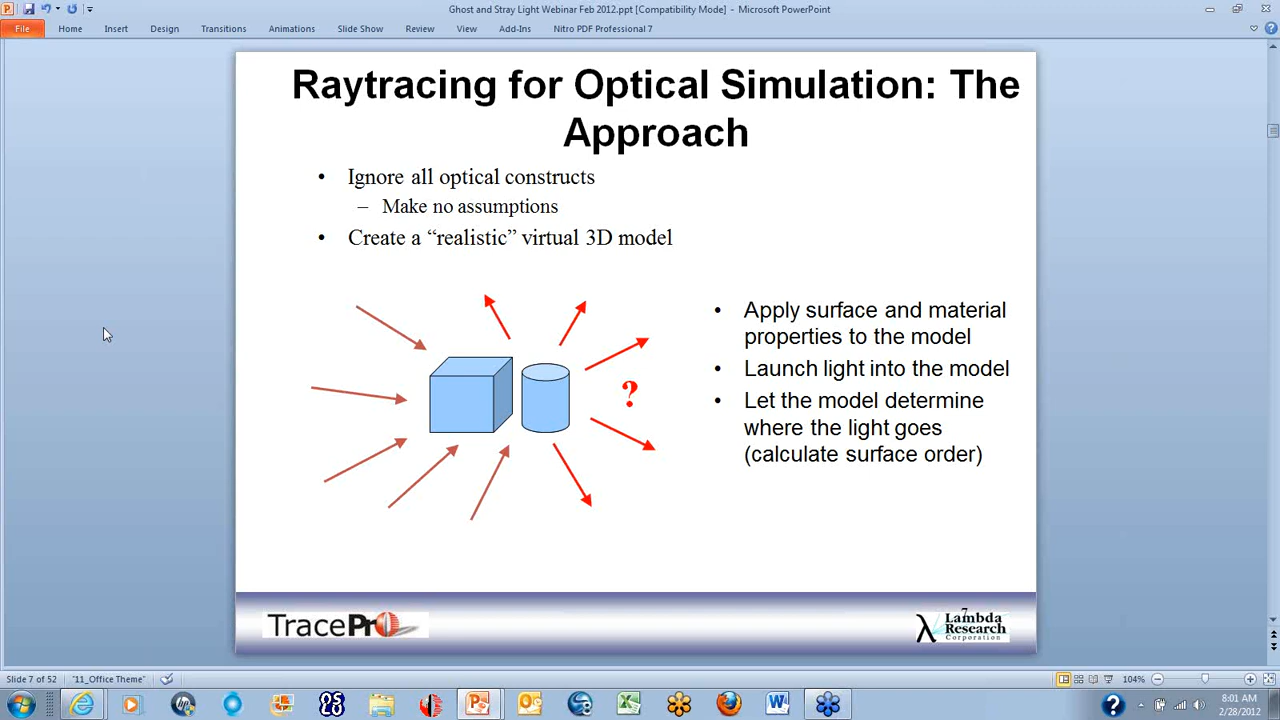 Ghost and Stray Light Webinar Feb 2012.ppt [Compatibility Mode] - Microsoft PowerPoint
File Home Insert Design Transitions Animations Slide Show Review View Add-Ins Nitro PDF Professional 7
Raytracing for Optical Simulation: The
Approach
• Ignore all optical constructs
– Make no assumptions
• Create a “realistic” virtual 3D model
• Apply surface and material
properties to the model
• Launch light into the model
• Let the model determine
where the light goes
(calculate surface order)
?
TracePro
7
λ Lambda
Research
Corporation
Slide 7 of 52 "11_Office Theme" 104%
8:01 AM
2/28/2012